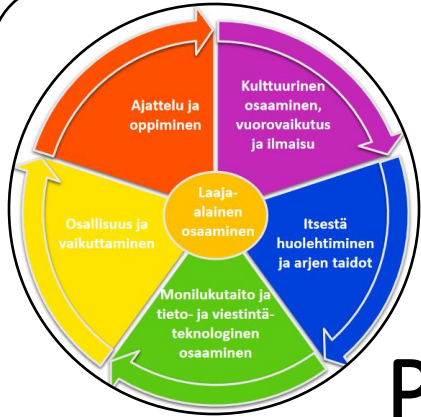 Ajattelu ja
oppiminen
Kulttuurinen
osaaminen,
vuorovaikutus
ja ilmaisu
Laaja-
alainen
osaaminen
Osallisuus ja
vaikuttaminen
Itsestä
huolehtiminen
ja arjen taidot
Monilukutaito ja
tieto- ja viestintä-
teknologinen
osaaminen
P